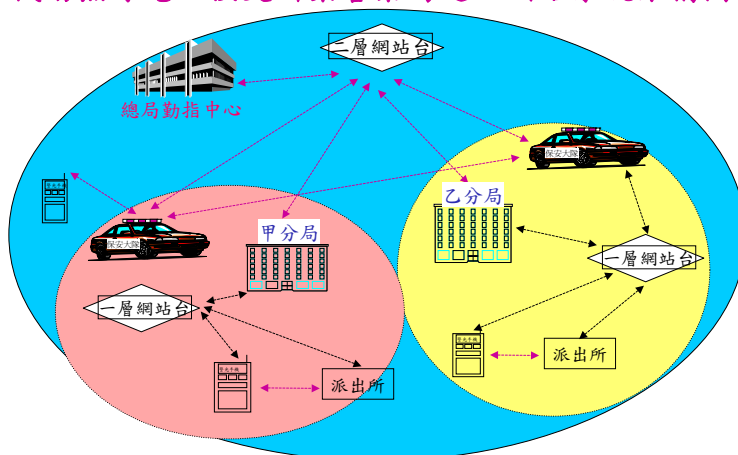 二層網站台
總局勤指中心
保安大隊
乙分局
保安大隊
甲分局
一層網站台
一層網站台
派出所
派出所